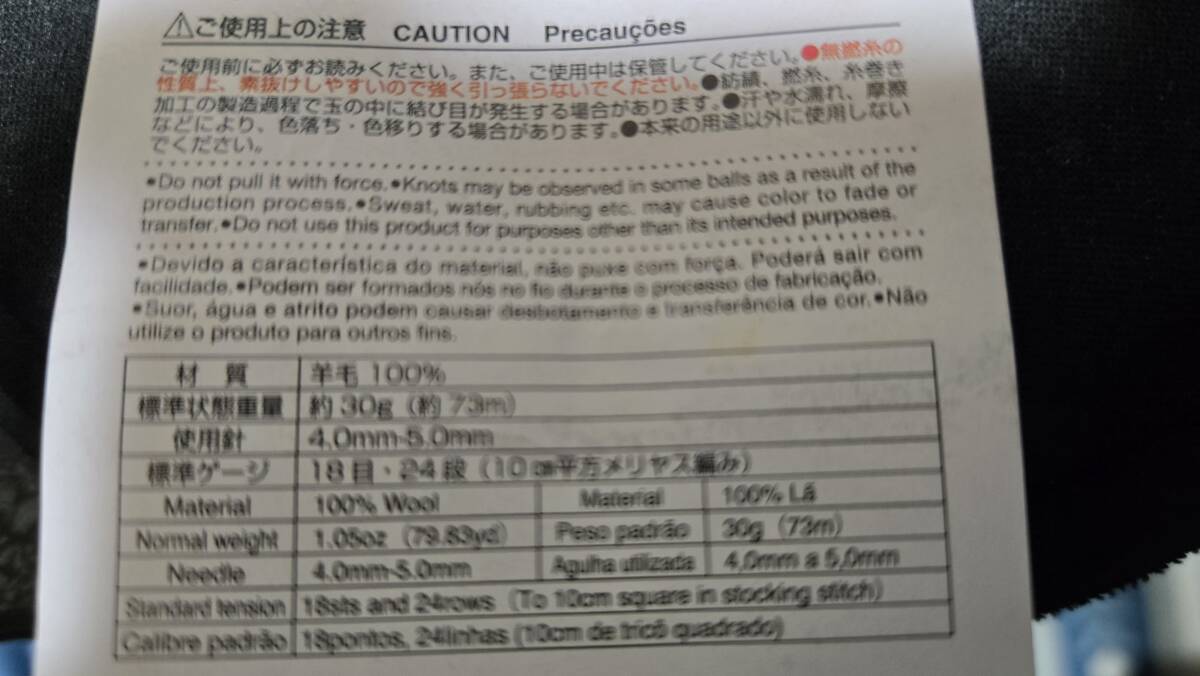 ⚠ご使用上の注意 CAUTION Precauções
ご使用前に必ずお読みください。また、ご使用中は保管してください。●無撚糸の
性質上、素抜けしやすいので強く引っ張らないでください。●紡績、撚糸、糸巻き
加工の製造過程で玉の中に結び目が発生する場合があります。●汗や水濡れ、摩擦
などにより、色落ち・色移りする場合があります。●本来の用途以外に使用しない
でください。
●Do not pull it with force.●Knots may be observed in some balls as a result of the
production process.●Sweat, water, rubbing etc. may cause color to fade or
transfer.●Do not use this product for purposes other than its intended purposes.
●Devido a característica do material, não puxe com força. Poderá sair com
facilidade.●Podem ser formados nós no fio durante o processo de fabricação.
●Suor, água e atrito podem causar desbotamento e transferência de cor.●Não
utilize o produto para outros fins.
材 質 羊毛 100%
標準状態重量 約 30g (約 73m)
使用針 4.0mm-5.0mm
標準ゲージ 18目・24段 (10㎝平方メリヤス編み)
Material 100% Wool Material 100% Lã
Normal weight 1.05oz (79.83yd) Peso padrão 30g (73m)
Needle 4.0mm-5.0mm Agulha utilizada 4,0mm a 5,0mm
Standard tension 18sts and 24rows (To 10cm square in stocking stitch)
Calibre padrão 18pontos, 24linhas (10cm de tricô quadrado)